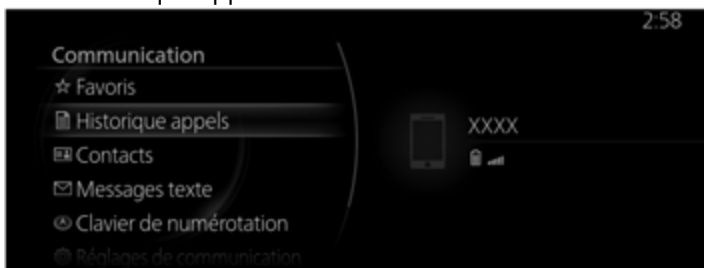 2:58
Communication
Favoris
Historique appels
XXXX
Contacts
Messages texte
Clavier de numérotation
Réglages de communication